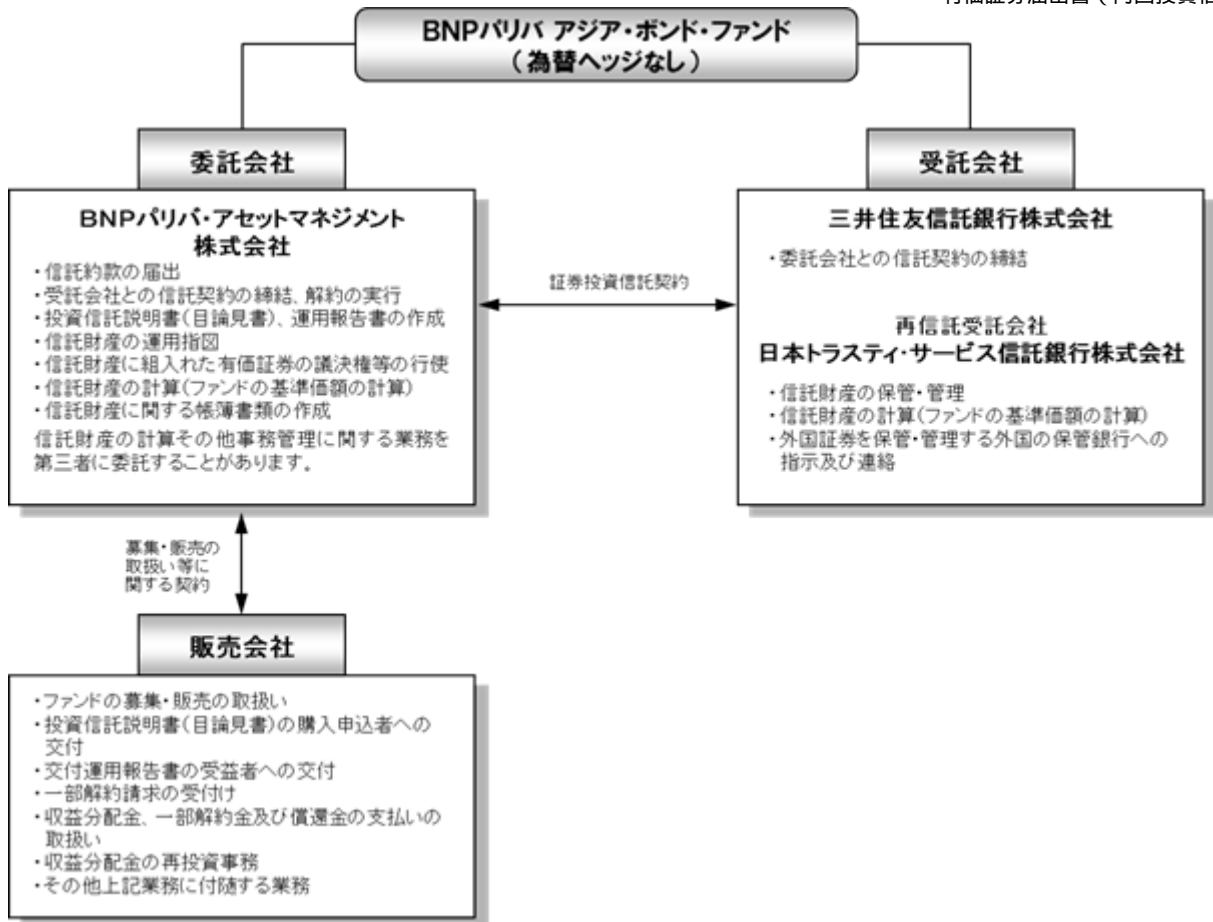 BNPパリバ アジア・ボンド・ファンド
（為替ヘッジなし）
委託会社
BNPパリバ・アセットマネジメント
株式会社
・信託約款の届出
・受託会社との信託契約の締結、解約の実行
・投資信託説明書(目論見書)、運用報告書の作成
・信託財産の運用指図
・信託財産に組入れた有価証券の議決権等の行使
・信託財産の計算(ファンドの基準価額の計算)
・信託財産に関する帳簿書類の作成
信託財産の計算その他事務管理に関する業務を
第三者に委託することがあります。
証券投資信託契約
受託会社
三井住友信託銀行株式会社
・委託会社との信託契約の締結
再信託受託会社
日本トラスティ・サービス信託銀行株式会社
・信託財産の保管・管理
・信託財産の計算(ファンドの基準価額の計算)
・外国証券を保管・管理する外国の保管銀行への
指示及び連絡
募集・販売の
取扱い等に
関する契約
販売会社
・ファンドの募集・販売の取扱い
・投資信託説明書(目論見書)の購入申込者への
交付
・交付運用報告書の受益者への交付
・一部解約請求の受付け
・収益分配金、一部解約金及び償還金の支払いの
取扱い
・収益分配金の再投資事務
・その他上記業務に付随する業務